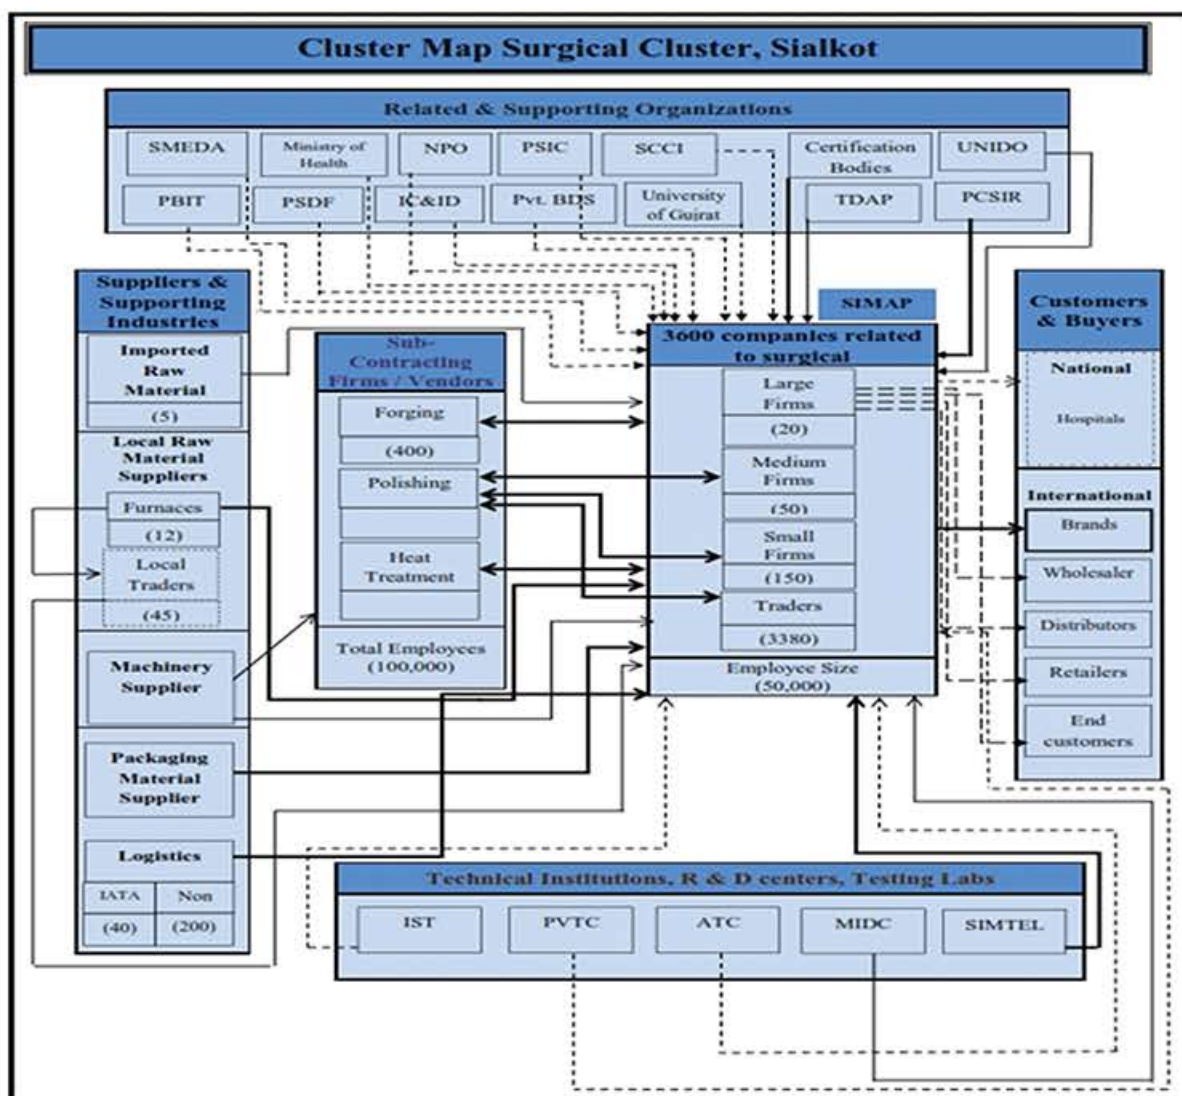 Cluster Map Surgical Cluster, Sialkot
Related & Supporting Organizations
SMEDA
Ministry of
Health
NPO
PSIC
SCCI
Certification
Bodies
UNIDO
PBIT
PSDF
IC&ID
Pvt. BDS
University
of Gujrat
TDAP
PCSIR
Suppliers &
Supporting
Industries
Imported
Raw
Material
(5)
Local Raw
Material
Suppliers
Furnaces
(12)
Local
Traders
(45)
Machinery
Supplier
Packaging
Material
Supplier
Logistics
IATA
Non
(40)
(200)
Sub-
Contracting
Firms / Vendors
Forging
(400)
Polishing
Heat
Treatment
Total Employees
(100,000)
SIMAP
3600 companies related
to surgical
Large
Firms
(20)
Medium
Firms
(50)
Small
Firms
(150)
Traders
(3380)
Employee Size
(50,000)
Customers
& Buyers
National
Hospitals
International
Brands
Wholesaler
Distributors
Retailers
End
customers
Technical Institutions, R & D centers, Testing Labs
IST
PVTC
ATC
MIDC
SIMTEL